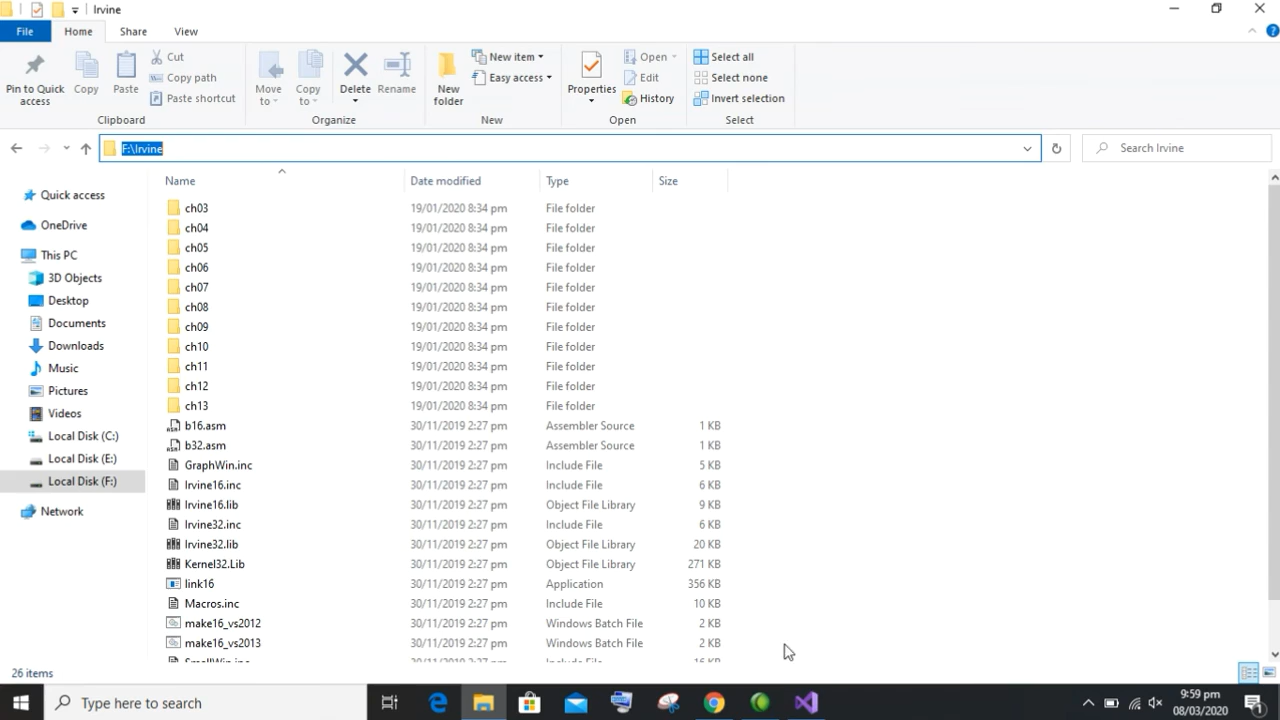 Irvine
File Home Share View
Pin to Quick access
Copy
Paste
Cut
Copy path
Paste shortcut
Clipboard
Move to
Copy to
Delete
Rename
Organize
New folder
New item
Easy access
New
Properties
Open
Edit
History
Open
Select all
Select none
Invert selection
Select
F:\Irvine
Search Irvine
Quick access
OneDrive
This PC
3D Objects
Desktop
Documents
Downloads
Music
Pictures
Videos
Local Disk (C:)
Local Disk (E:)
Local Disk (F:)
Network
Name Date modified Type Size
ch03 19/01/2020 8:34 pm File folder
ch04 19/01/2020 8:34 pm File folder
ch05 19/01/2020 8:34 pm File folder
ch06 19/01/2020 8:34 pm File folder
ch07 19/01/2020 8:34 pm File folder
ch08 19/01/2020 8:34 pm File folder
ch09 19/01/2020 8:34 pm File folder
ch10 19/01/2020 8:34 pm File folder
ch11 19/01/2020 8:34 pm File folder
ch12 19/01/2020 8:34 pm File folder
ch13 19/01/2020 8:34 pm File folder
b16.asm 30/11/2019 2:27 pm Assembler Source 1 KB
b32.asm 30/11/2019 2:27 pm Assembler Source 1 KB
GraphWin.inc 30/11/2019 2:27 pm Include File 5 KB
Irvine16.inc 30/11/2019 2:27 pm Include File 6 KB
Irvine16.lib 30/11/2019 2:27 pm Object File Library 9 KB
Irvine32.inc 30/11/2019 2:27 pm Include File 6 KB
Irvine32.lib 30/11/2019 2:27 pm Object File Library 20 KB
Kernel32.Lib 30/11/2019 2:27 pm Object File Library 271 KB
link16 30/11/2019 2:27 pm Application 356 KB
Macros.inc 30/11/2019 2:27 pm Include File 10 KB
make16_vs2012 30/11/2019 2:27 pm Windows Batch File 2 KB
make16_vs2013 30/11/2019 2:27 pm Windows Batch File 2 KB
26 items
Type here to search
9:59 pm
08/03/2020